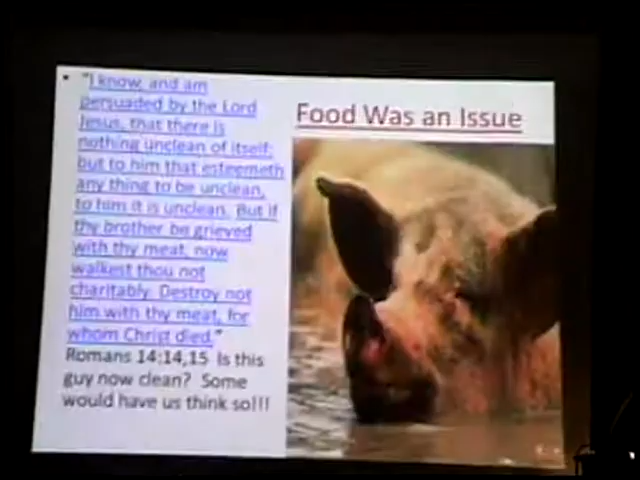 Food Was an Issue
• "I know, and am
persuaded by the Lord
Jesus, that there is
nothing unclean of itself:
but to him that esteemeth
any thing to be unclean,
to him it is unclean. But if
thy brother be grieved
with thy meat, now
walkest thou not
charitably. Destroy not
him with thy meat, for
whom Christ died."
Romans 14:14,15 Is this
guy now clean? Some
would have us think so!!!